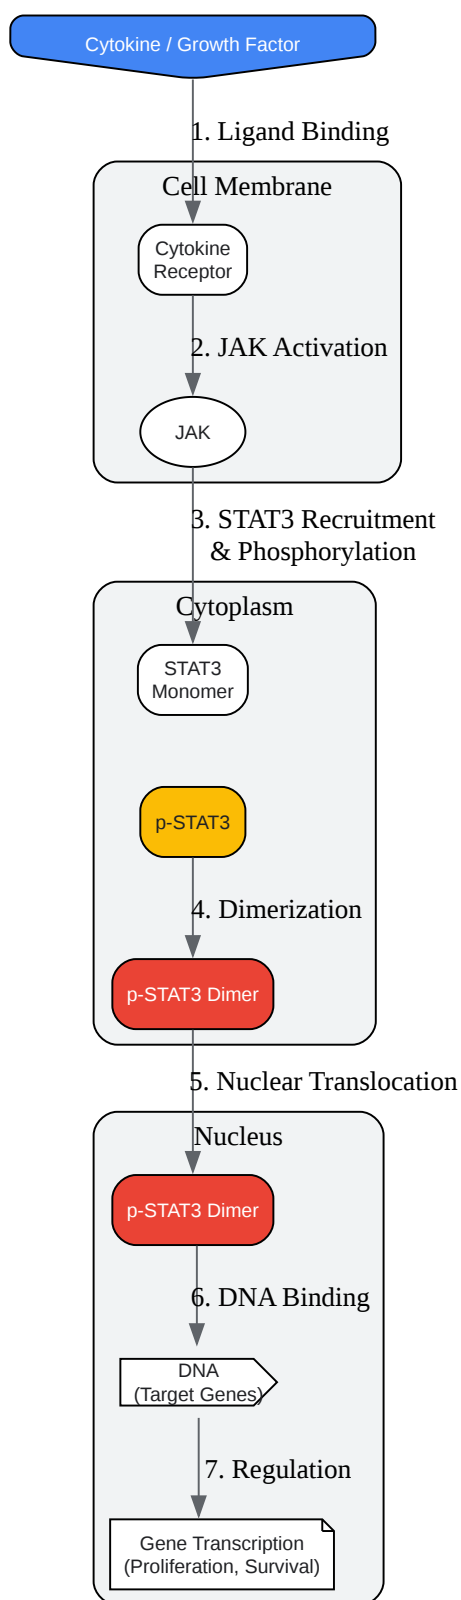 Cytokine / Growth Factor
1. Ligand Binding
Cell Membrane
Cytokine
Receptor
2. JAK Activation
JAK
3. STAT3 Recruitment
& Phosphorylation
Cytoplasm
STAT3
Monomer
p-STAT3
4. Dimerization
p-STAT3 Dimer
5. Nuclear Translocation
Nucleus
p-STAT3 Dimer
6. DNA Binding
DNA
(Target Genes)
7. Regulation
Gene Transcription
(Proliferation, Survival)